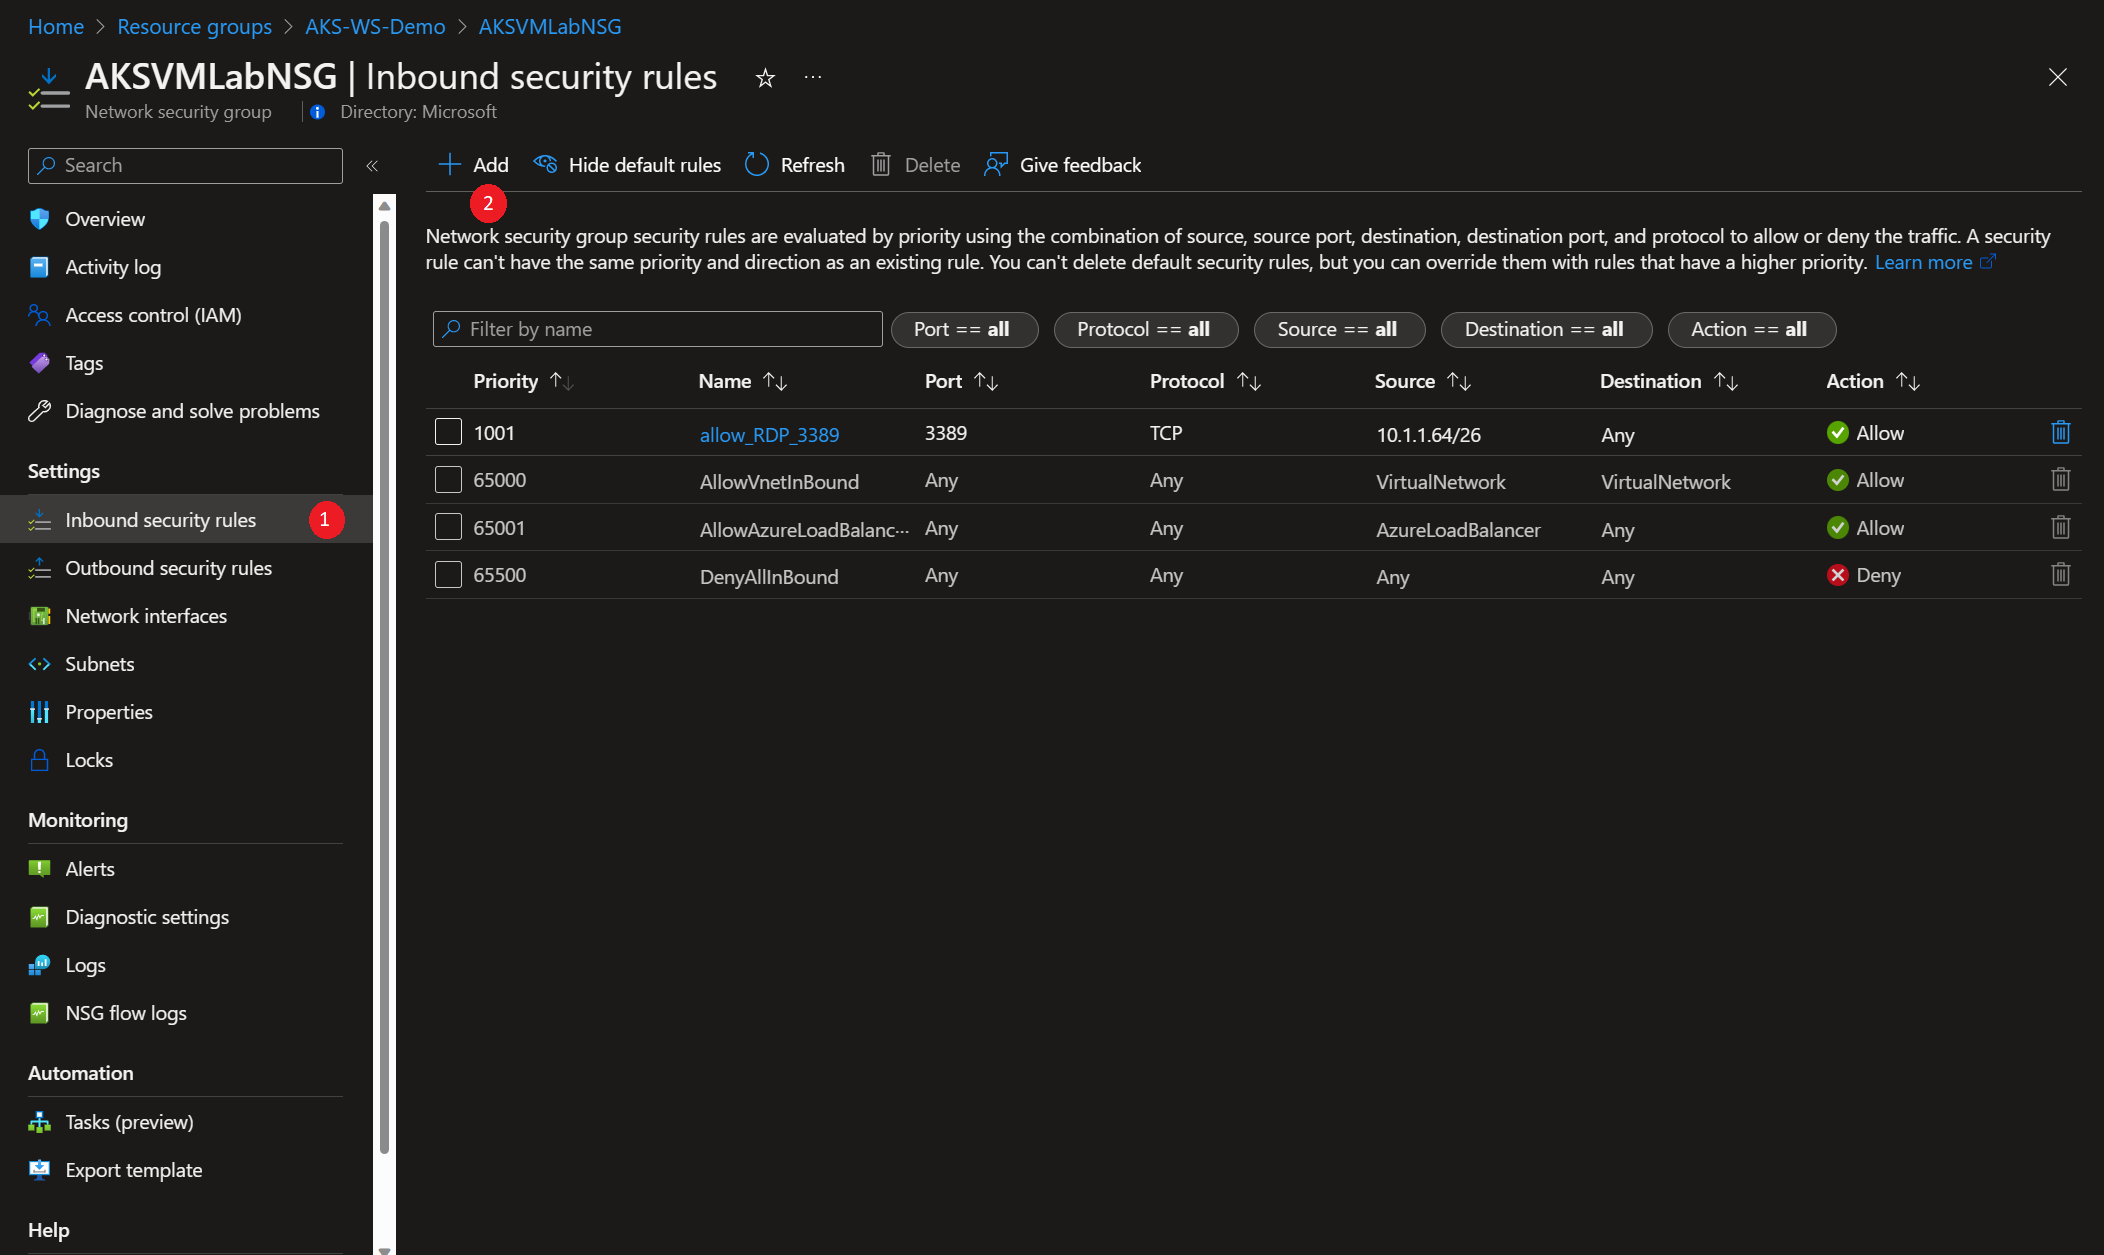 Home > Resource groups > AKS-WS-Demo > AKSVMLabNSG
AKSVMLabNSG | Inbound security rules ☆ ···
Network security group | Directory: Microsoft
Search «
Overview
Activity log
Access control (IAM)
Tags
Diagnose and solve problems
Settings
Inbound security rules 1
Outbound security rules
Network interfaces
Subnets
Properties
Locks
Monitoring
Alerts
Diagnostic settings
Logs
NSG flow logs
Automation
Tasks (preview)
Export template
Help
Add Hide default rules Refresh Delete Give feedback
2
Network security group security rules are evaluated by priority using the combination of source, source port, destination, destination port, and protocol to allow or deny the traffic. A security
rule can't have the same priority and direction as an existing rule. You can't delete default security rules, but you can override them with rules that have a higher priority. Learn more
Filter by name Port == all Protocol == all Source == all Destination == all Action == all
Priority ↑↓ Name ↑↓ Port ↑↓ Protocol ↑↓ Source ↑↓ Destination ↑↓ Action ↑↓
1001 allow_RDP_3389 3389 TCP 10.1.1.64/26 Any Allow
65000 AllowVnetInBound Any Any VirtualNetwork VirtualNetwork Allow
65001 AllowAzureLoadBalanc··· Any Any AzureLoadBalancer Any Allow
65500 DenyAllInBound Any Any Any Any Deny